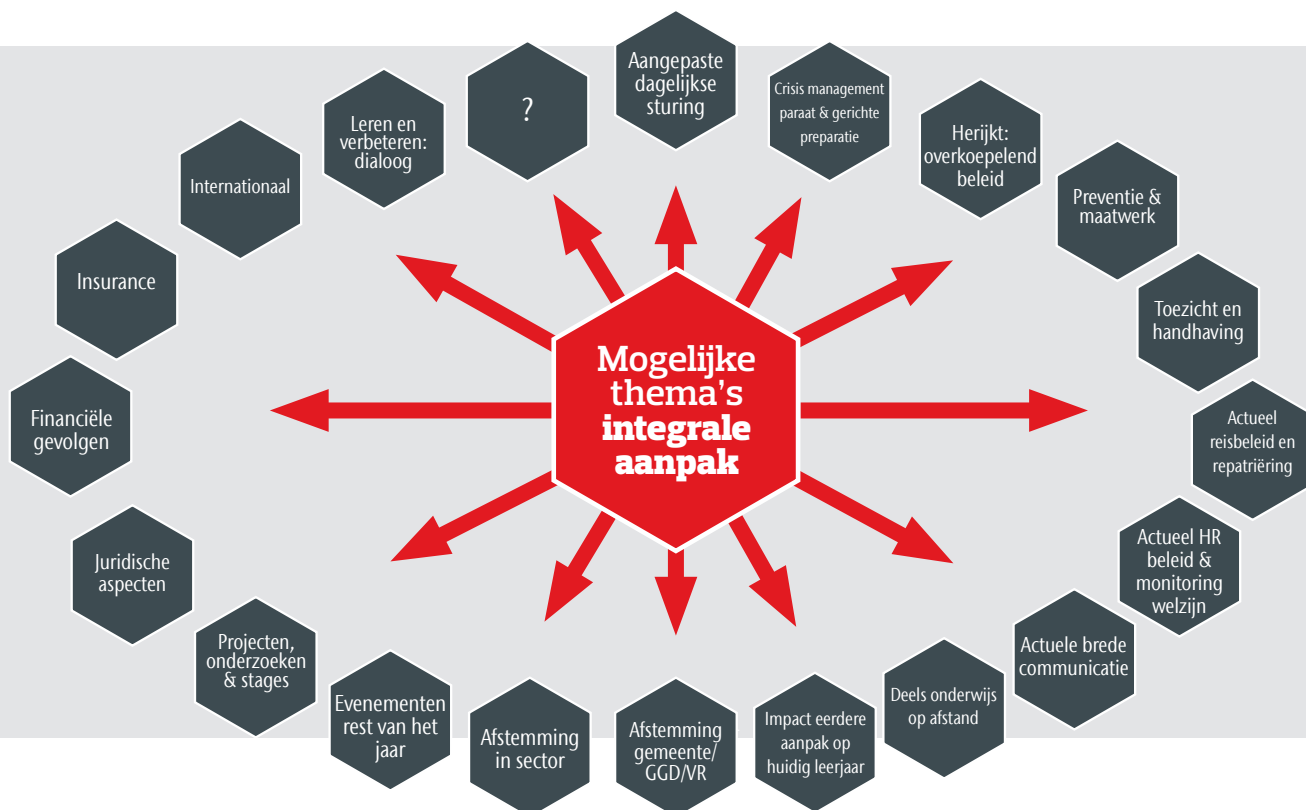 Mogelijke
thema's
integrale
aanpak
Aangepaste
dagelijkse
sturing
Crisis management
paraat & gerichte
preparatie
Herijkt:
overkoepelend
beleid
Preventie &
maatwerk
Toezicht en
handhaving
Actueel
reisbeleid en
repatriëring
Actueel HR
beleid &
monitoring
welzijn
Actuele brede
communicatie
Deels onderwijs
op afstand
Impact eerdere
aanpak op
huidig leerjaar
Afstemming
gemeente/
GGD/VR
Afstemming
in sector
Evenementen
rest van het
jaar
Projecten,
onderzoeken
& stages
Juridische
aspecten
Financiële
gevolgen
Insurance
Internationaal
Leren en
verbeteren:
dialoog
?